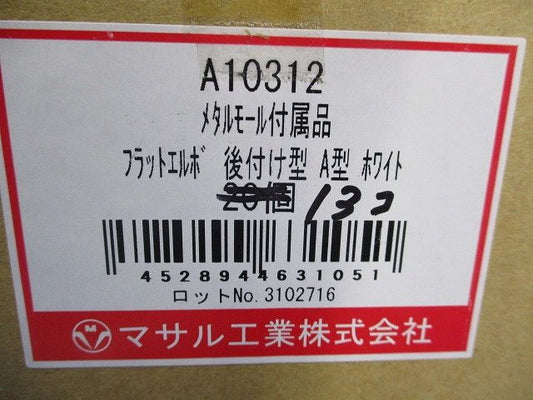 A10312
ﾒﾀﾙﾓｰﾙ付属品
ﾌﾗｯﾄｴﾙﾎﾞ 後付け型 A型 ﾎﾜｲﾄ
20個 13コ
4528944631051
ロットNo. 3102716
M マサル工業株式会社